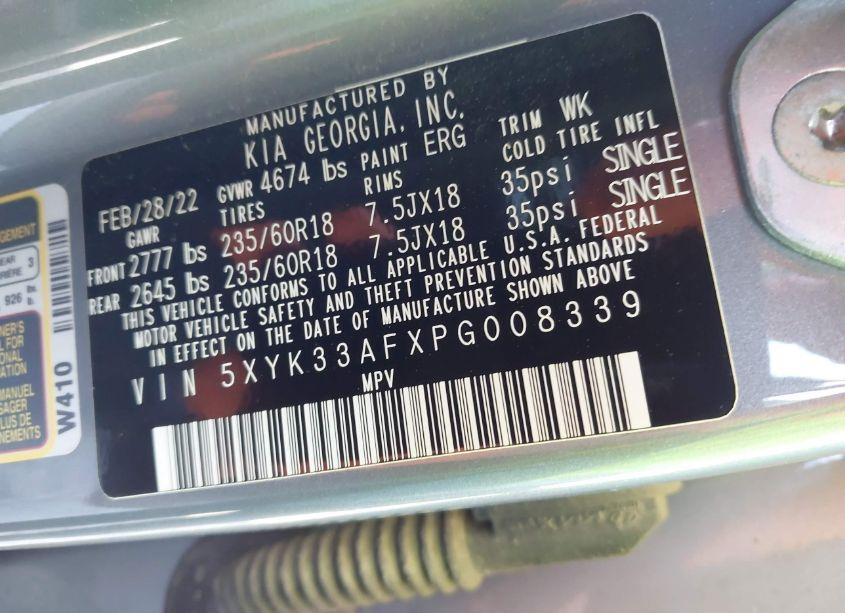 MANUFACTURED BY
KIA GEORGIA, INC.
FEB/28/22 GVWR 4674 lbs PAINT ERG TRIM WK
GAWR TIRES RIMS COLD TIRE INFL
FRONT 2777 lbs 235/60R18 7.5JX18 35psi SINGLE
REAR 2645 lbs 235/60R18 7.5JX18 35psi SINGLE
THIS VEHICLE CONFORMS TO ALL APPLICABLE U.S.A. FEDERAL
MOTOR VEHICLE SAFETY AND THEFT PREVENTION STANDARDS
IN EFFECT ON THE DATE OF MANUFACTURE SHOWN ABOVE
VIN 5XYK33AFXPG008339
MPV
3
926 lb.
W410